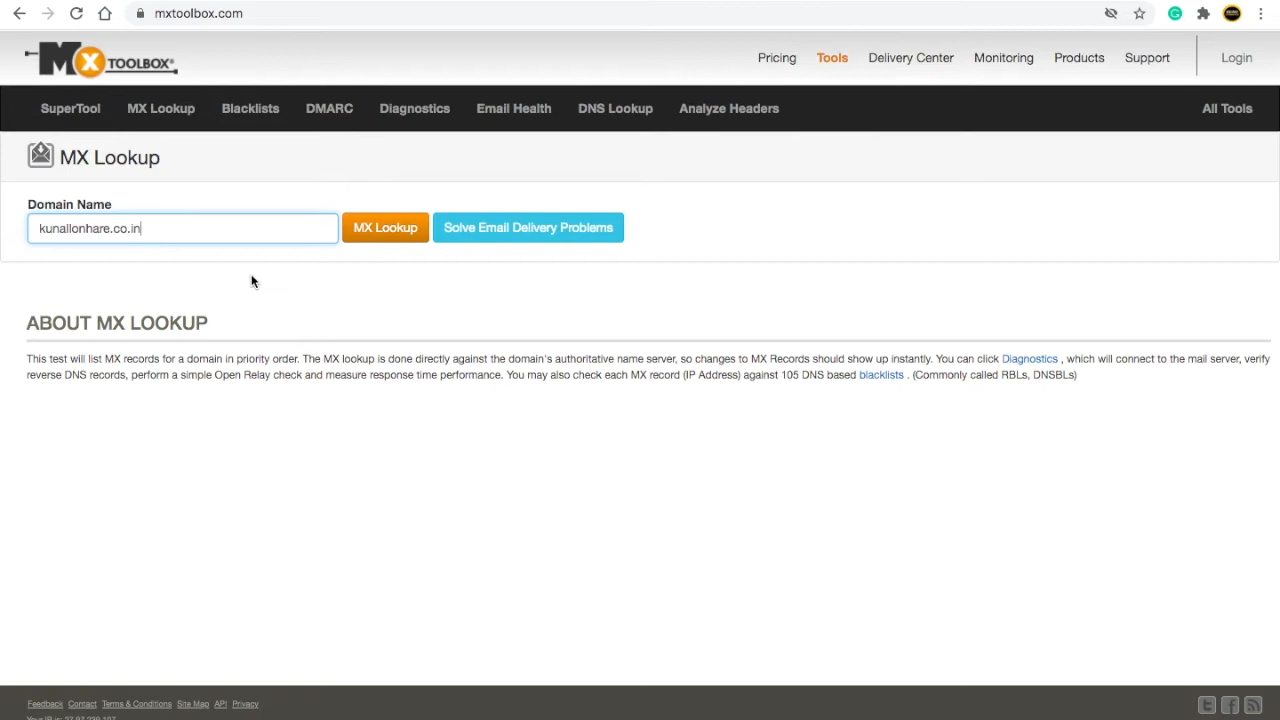 mxtoolbox.com
MX TOOLBOX®
Pricing Tools Delivery Center Monitoring Products Support Login
SuperTool MX Lookup Blacklists DMARC Diagnostics Email Health DNS Lookup Analyze Headers All Tools
MX Lookup
Domain Name
kunallonhare.co.in MX Lookup Solve Email Delivery Problems
ABOUT MX LOOKUP
This test will list MX records for a domain in priority order. The MX lookup is done directly against the domain's authoritative name server, so changes to MX Records should show up instantly. You can click Diagnostics , which will connect to the mail server, verify
reverse DNS records, perform a simple Open Relay check and measure response time performance. You may also check each MX record (IP Address) against 105 DNS based blacklists . (Commonly called RBLs, DNSBLs)
Feedback Contact Terms & Conditions Site Map API Privacy
Your IP is: